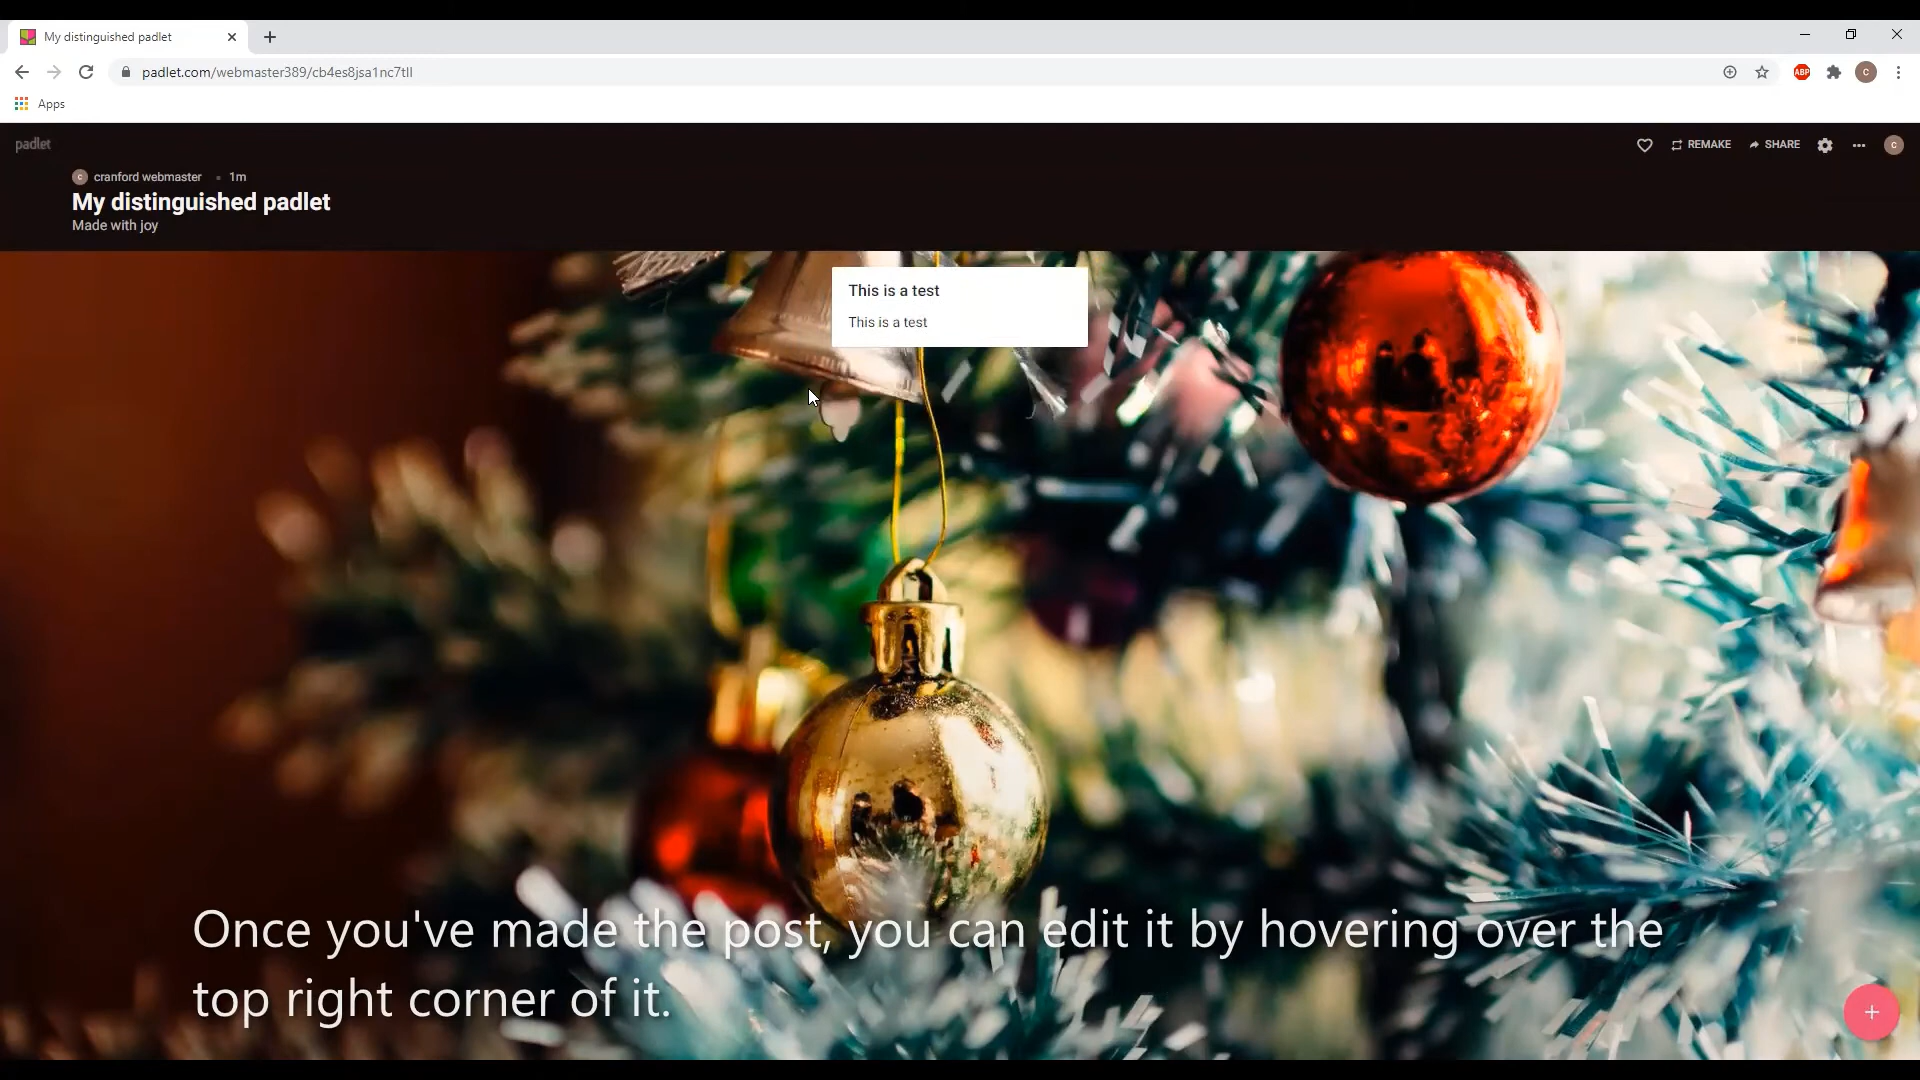 My distinguished padlet
padlet.com/webmaster389/cb4es8jsa1nc7tll
ABP
C
Apps
padlet
REMAKE
SHARE
C
C cranford webmaster 1m
My distinguished padlet
Made with joy
This is a test
This is a test
Once you've made the post, you can edit it by hovering over the
top right corner of it.